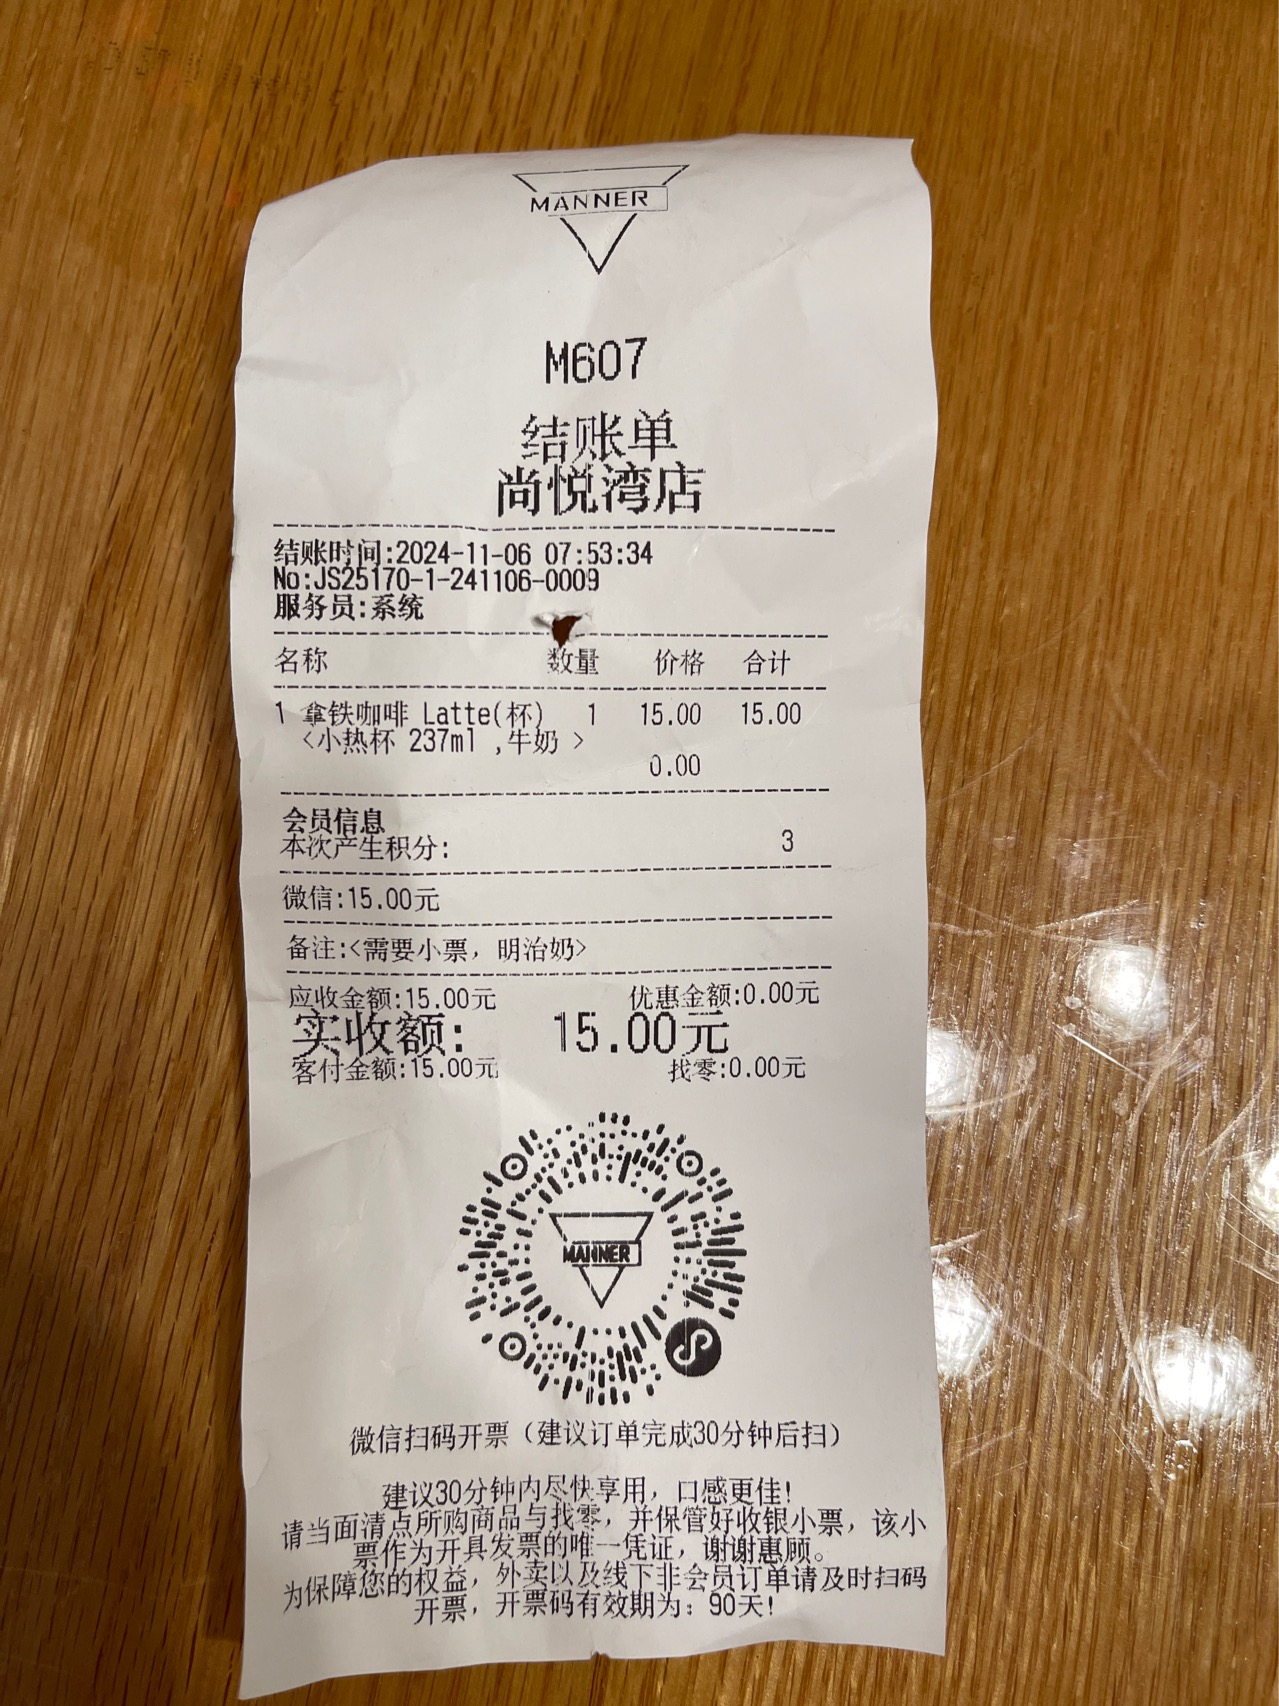 MANNER
M607
结账单
尚悦湾店
结账时间:2024-11-06 07:53:34
No:JS25170-1-241106-0009
服务员:系统
名称 数量 价格 合计
1 拿铁咖啡 Latte(杯) 1 15.00 15.00
<小热杯 237ml ,牛奶 >
0.00
会员信息
本次产生积分: 3
微信:15.00元
备注:<需要小票, 明治奶>
应收金额:15.00元 优惠金额:0.00元
实收额: 15.00元
客付金额:15.00元 找零:0.00元
MANNER
微信扫码开票（建议订单完成30分钟后扫）
建议30分钟内尽快享用，口感更佳!
请当面清点所购商品与找零，并保管好收银小票，该小
票作为开具发票的唯一凭证，谢谢惠顾。
为保障您的权益，外卖以及线下非会员订单请及时扫码
开票，开票码有效期为：90天!